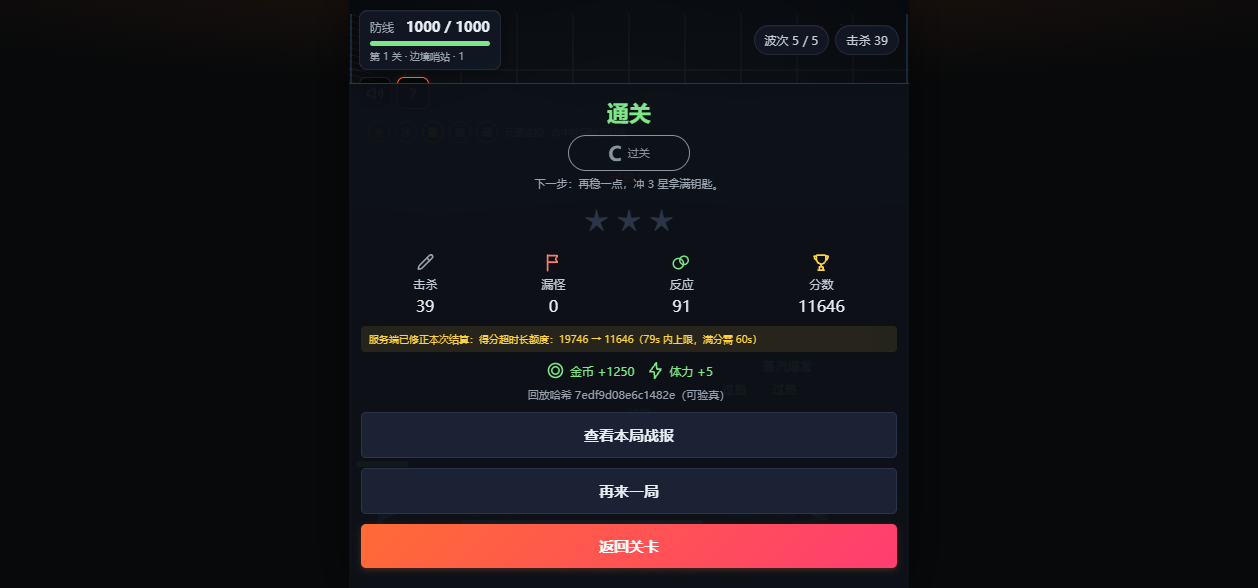 防线 1000 / 1000
第 1 关 · 边境哨站 · 1
波次 5 / 5
击杀 39
?
通关
C 过关
下一步：再稳一点，冲 3 星拿满钥匙。
击杀 漏怪 反应 分数
39 0 91 11646
服务端已修正本次结算：得分超时长额度：19746 → 11646（79s 内上限，满分需 60s）
金币 +1250 体力 +5
回放哈希 7edf9d08e6c1482e（可验真）
查看本局战报
再来一局
返回关卡